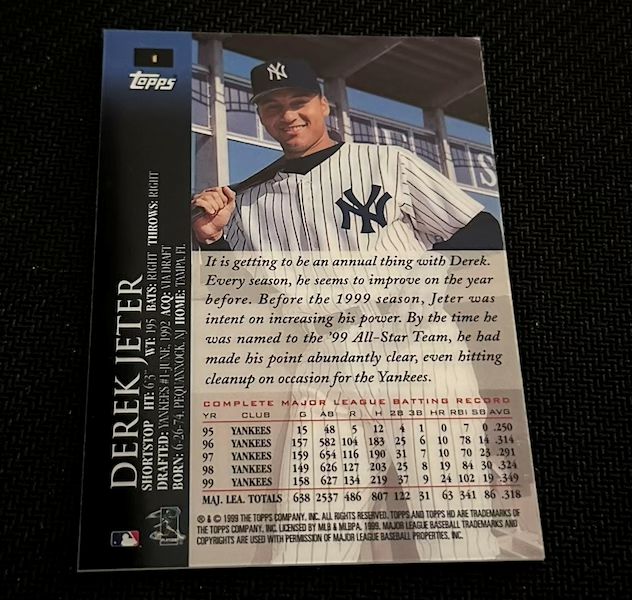 Topps
NY
NY
DEREK JETER
SHORTSTOP HT: 6'3" WT: 195 BATS: RIGHT THROWS: RIGHT
DRAFTED: YANKEES #1-JUNE, 1992 ACQ: VIA DRAFT
BORN: 6-26-74, PEQUANNOCK, NJ HOME: TAMPA, FL
It is getting to be an annual thing with Derek.
Every season, he seems to improve on the year
before. Before the 1999 season, Jeter was
intent on increasing his power. By the time he
was named to the '99 All-Star Team, he had
made his point abundantly clear, even hitting
cleanup on occasion for the Yankees.
COMPLETE MAJOR LEAGUE BATTING RECORD
YR CLUB G AB R H 2B 3B HR RBI SB AVG
95 YANKEES 15 48 5 12 4 1 0 7 0 .250
96 YANKEES 157 582 104 183 25 6 10 78 14 .314
97 YANKEES 159 654 116 190 31 7 10 70 23 .291
98 YANKEES 149 626 127 203 25 8 19 84 30 .324
99 YANKEES 158 627 134 219 37 9 24 102 19 .349
MAJ. LEA. TOTALS 638 2537 486 807 122 31 63 341 86 .318
® & © 1999 THE TOPPS COMPANY, INC. ALL RIGHTS RESERVED. TOPPS AND TOPPS HD ARE TRADEMARKS OF
THE TOPPS COMPANY, INC. LICENSED BY MLB & MLBPA. 1999. MAJOR LEAGUE BASEBALL TRADEMARKS AND
COPYRIGHTS ARE USED WITH PERMISSION OF MAJOR LEAGUE BASEBALL PROPERTIES, INC.